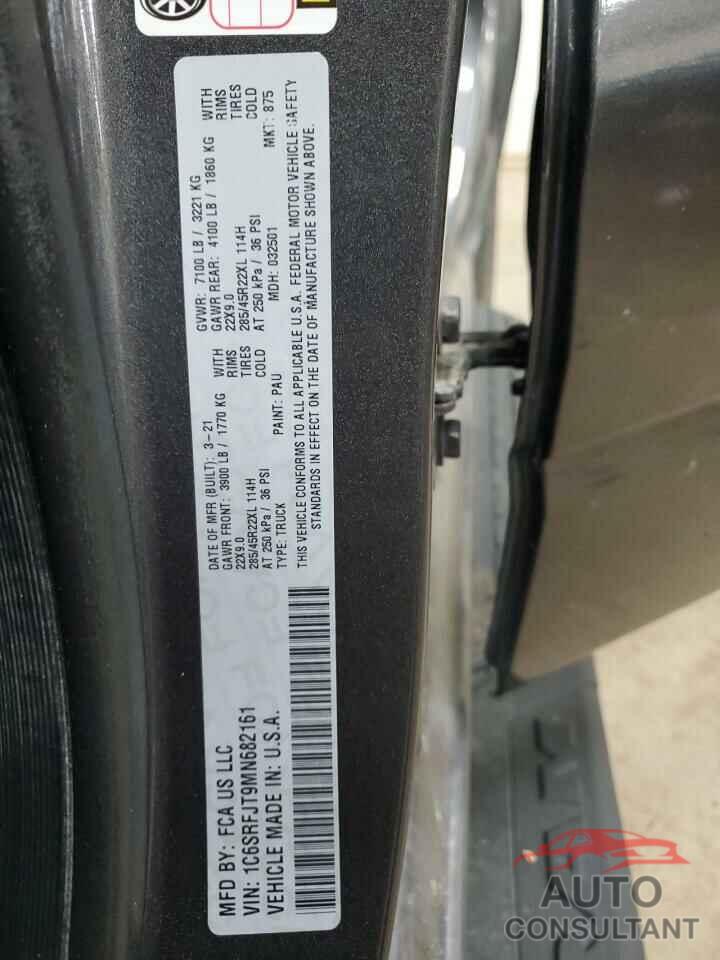 MFD BY: FCA US LLC
VIN: 1C6SRFJT9MN682161
VEHICLE MADE IN: U.S.A.
DATE OF MFR (BUILT): 3-21
GAWR FRONT: 3900 LB / 1770 KG WITH
22X9.0 RIMS
285/45R22XL 114H TIRES
AT 250 kPa / 36 PSI COLD
TYPE: TRUCK PAINT: PAU
GVWR: 7100 LB / 3221 KG
GAWR REAR: 4100 LB / 1860 KG WITH
22X9.0 RIMS
285/45R22XL 114H TIRES
AT 250 kPa / 36 PSI COLD
MDH: 032501 MKT: 875
THIS VEHICLE CONFORMS TO ALL APPLICABLE U.S.A. FEDERAL MOTOR VEHICLE SAFETY
STANDARDS IN EFFECT ON THE DATE OF MANUFACTURE SHOWN ABOVE.
AUTO
CONSULTANT